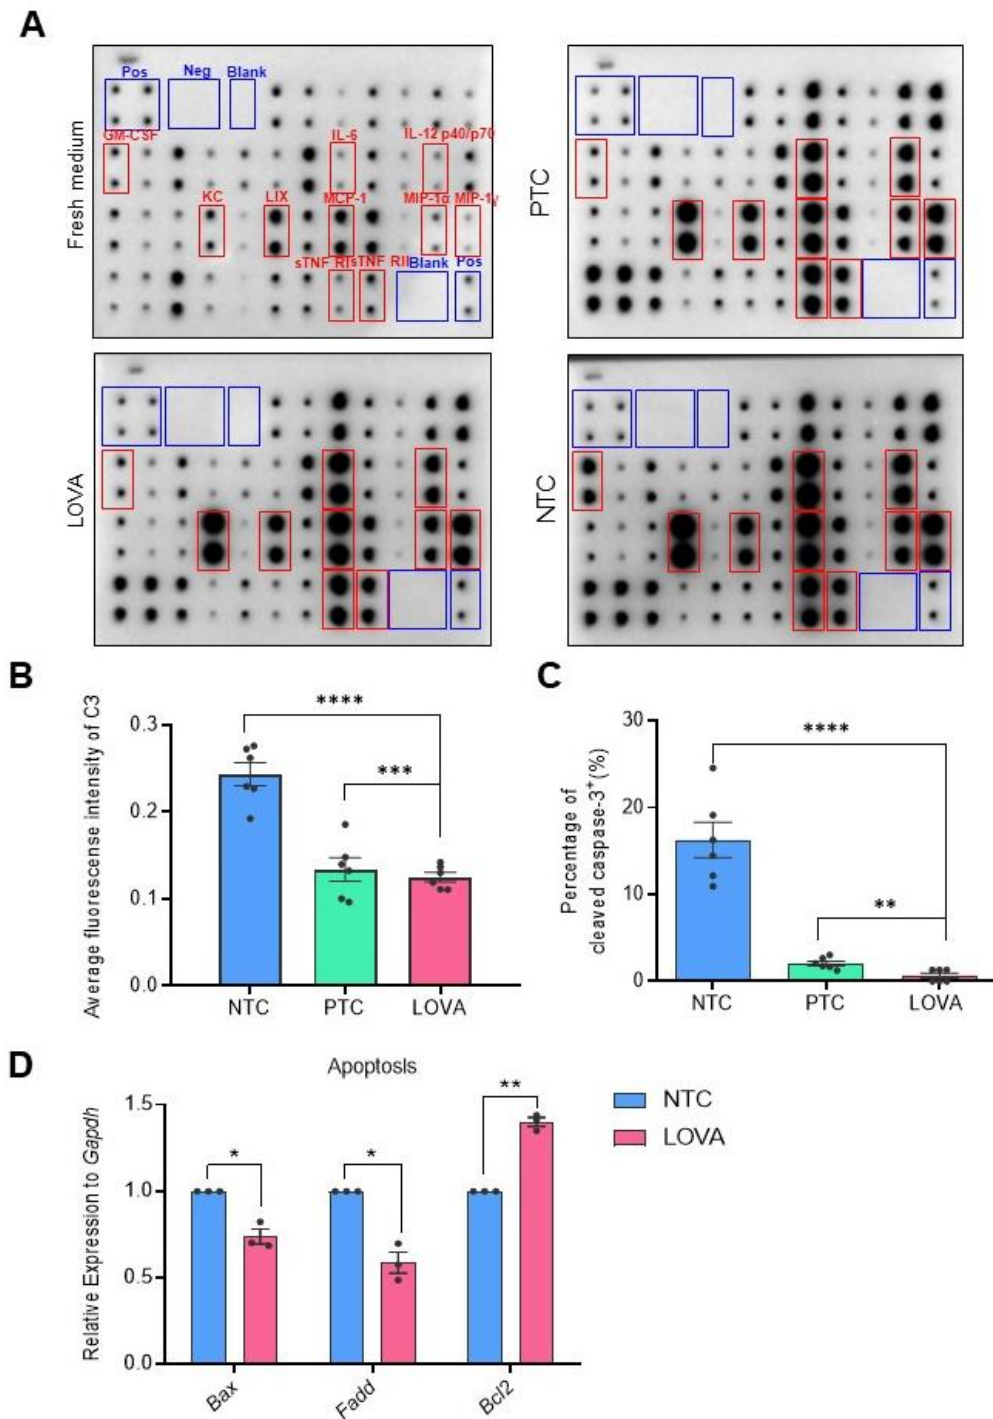 A
Fresh medium
Pos Neg Blank
GM-CSF IL-6 IL-12 p40/p70
KC LIX MCP-1 MIP-1α MIP-1γ
sTNF RI sTNF RII Blank Pos
PTC
LOVA
NTC
B
Average fluorescense intensity of C3
0.3
0.2
0.1
0.0
****
***
NTC PTC LOVA
C
Percentage of
cleaved caspase-3+(%)
30
20
10
0
****
**
NTC PTC LOVA
D
Apoptosis
Relative Expression to Gapdh
1.5
1.0
0.5
0.0
* * **
Bax Fadd Bcl2
NTC
LOVA